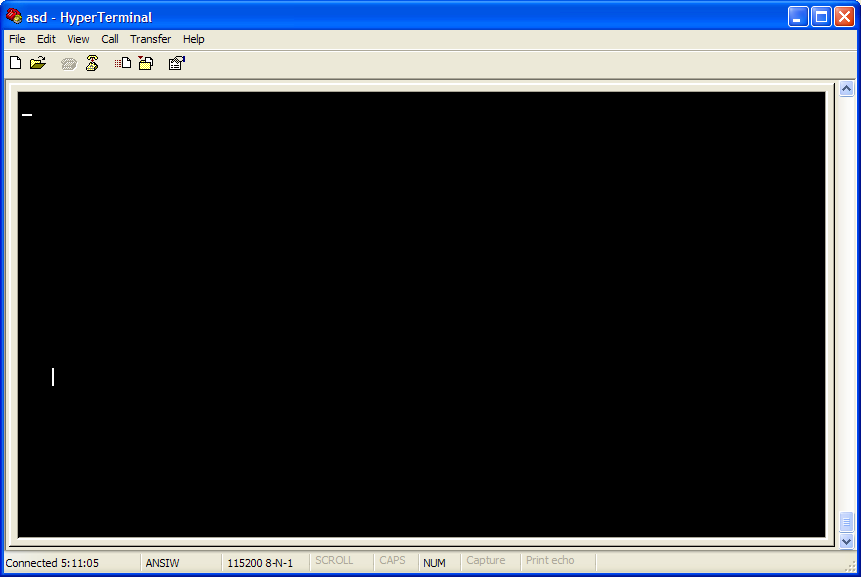 asd - HyperTerminal
File Edit View Call Transfer Help
Connected 5:11:05 ANSIW 115200 8-N-1 SCROLL CAPS NUM Capture Print echo